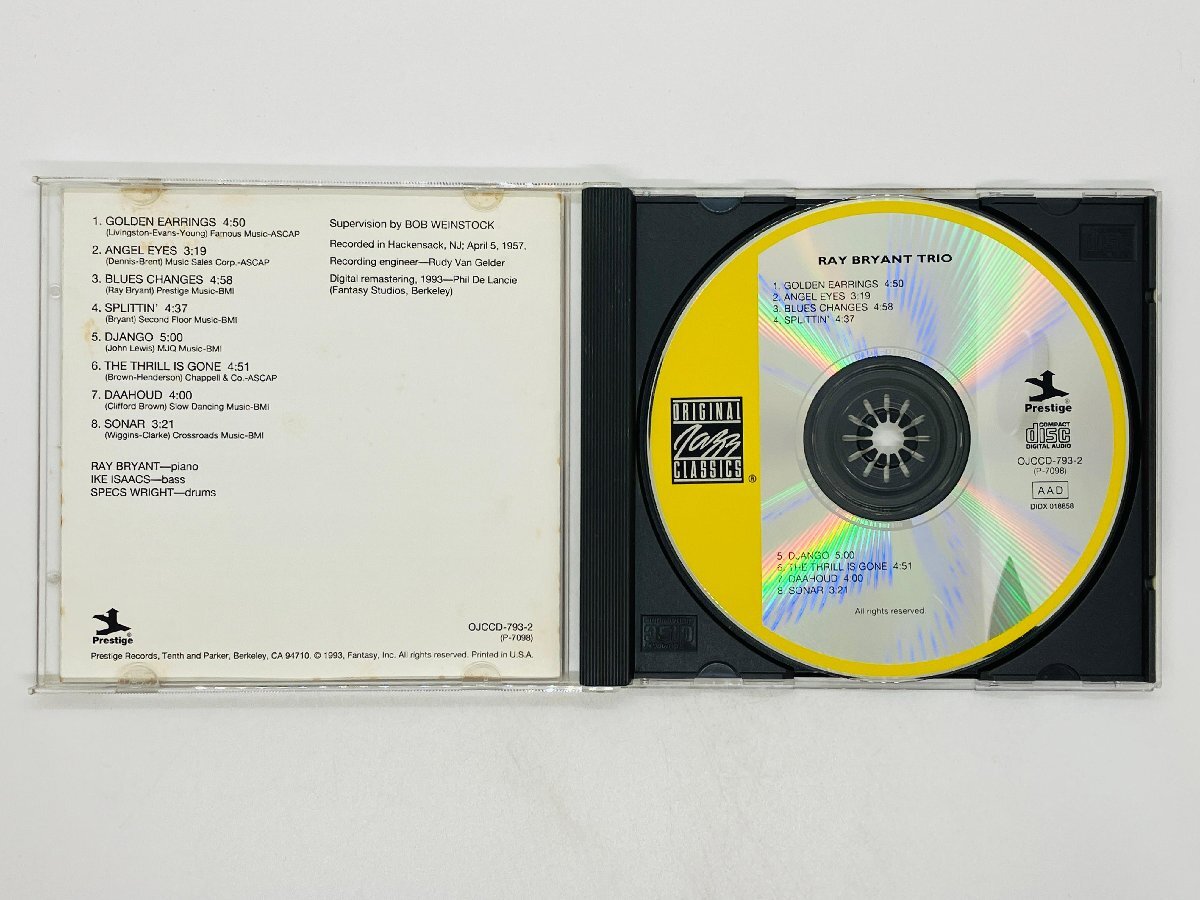 1. GOLDEN EARRINGS 4:50
(Livingston-Evans-Young) Famous Music-ASCAP
2. ANGEL EYES 3:19
(Dennis-Brent) Music Sales Corp.-ASCAP
3. BLUES CHANGES 4:58
(Ray Bryant) Prestige Music-BMI
4. SPLITTIN' 4:37
(Bryant) Second Floor Music-BMI
5. DJANGO 5:00
(John Lewis) MJQ Music-BMI
6. THE THRILL IS GONE 4:51
(Brown-Henderson) Chappell & Co.-ASCAP
7. DAAHOUD 4:00
(Clifford Brown) Slow Dancing Music-BMI
8. SONAR 3:21
(Wiggins-Clarke) Crossroads Music-BMI
RAY BRYANT—piano
IKE ISAACS—bass
SPECS WRIGHT—drums
Supervision by BOB WEINSTOCK
Recorded in Hackensack, NJ; April 5, 1957.
Recording engineer—Rudy Van Gelder
Digital remastering, 1993—Phil De Lancie
(Fantasy Studios, Berkeley)
Prestige
OJCCD-793-2
(P-7098)
Prestige Records, Tenth and Parker, Berkeley, CA 94710. © 1993, Fantasy, Inc. All rights reserved. Printed in U.S.A.
RAY BRYANT TRIO
1. GOLDEN EARRINGS 4:50
2. ANGEL EYES 3:19
3. BLUES CHANGES 4:58
4. SPLITTIN' 4:37
ORIGINAL
Jazz
CLASSICS ®
Prestige ®
COMPACT
disc
DIGITAL AUDIO
OJCCD-793-2
(P-7098)
AAD
DIDX 018858
5. DJANGO 5:00
6. THE THRILL IS GONE 4:51
7. DAAHOUD 4:00
8. SONAR 3:21
All rights reserved.